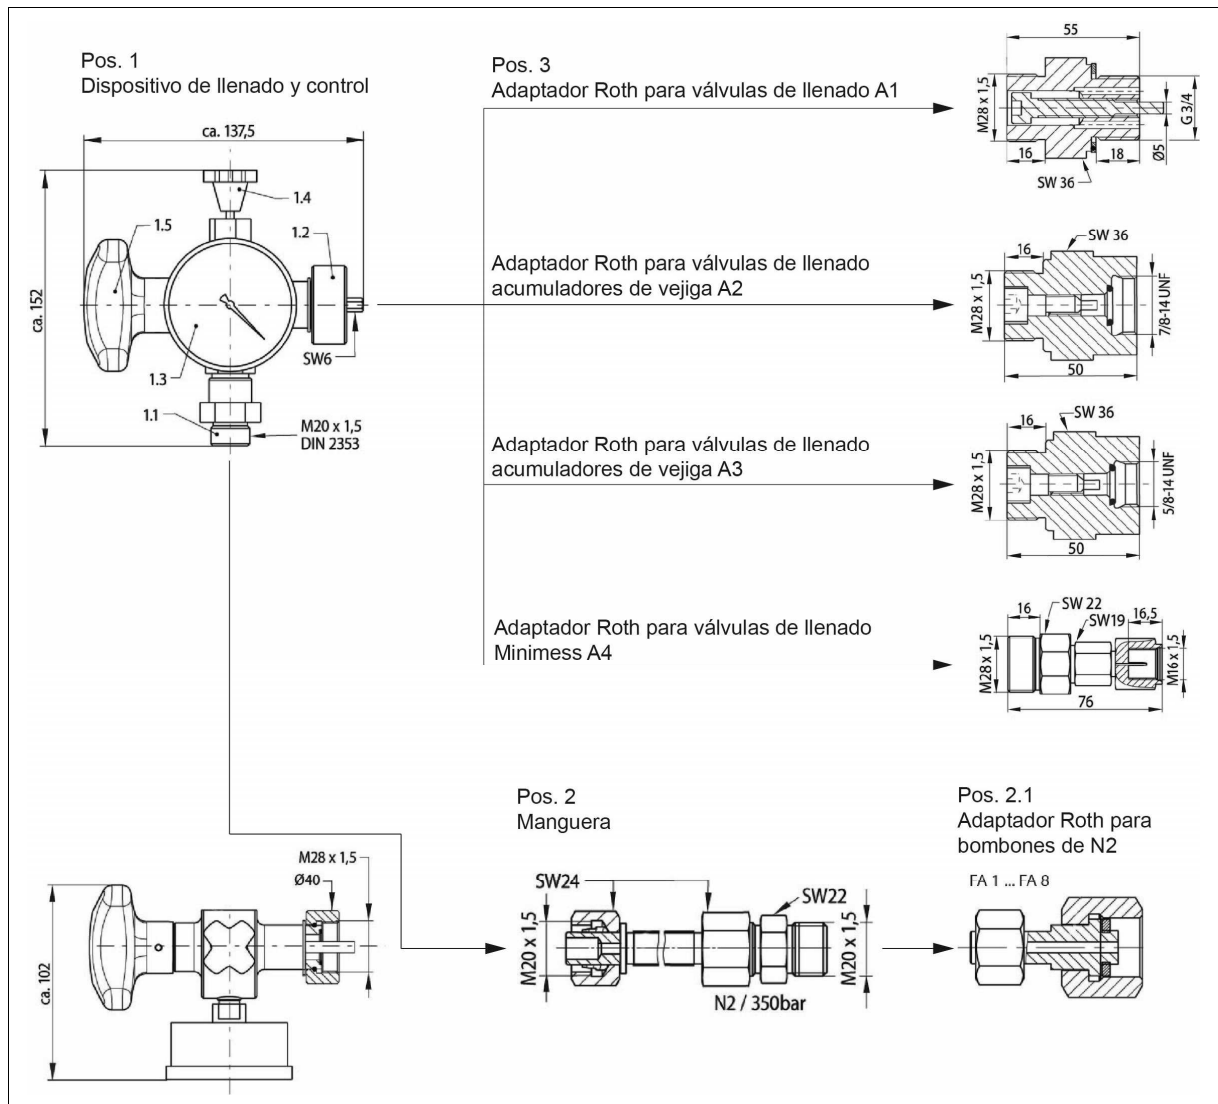 Pos. 1
Dispositivo de llenado y control
ca. 137,5
ca. 152
1.5
1.4
1.2
1.3
SW6
1.1
M20 x 1,5
DIN 2353
Pos. 3
Adaptador Roth para válvulas de llenado A1
55
M28 x 1,5
G 3/4
16
18
Ø5
SW 36
Adaptador Roth para válvulas de llenado
acumuladores de vejiga A2
16
SW 36
M28 x 1,5
7/8-14 UNF
50
Adaptador Roth para válvulas de llenado
acumuladores de vejiga A3
16
SW 36
M28 x 1,5
5/8-14 UNF
50
Adaptador Roth para válvulas de llenado
Minimess A4
16
SW 22
SW19
16,5
M28 x 1,5
M16 x 1,5
76
M28 x 1,5
Ø40
ca. 102
Pos. 2
Manguera
SW24
SW22
M20 x 1,5
M20 x 1,5
N2 / 350bar
Pos. 2.1
Adaptador Roth para
bombones de N2
FA 1 ... FA 8